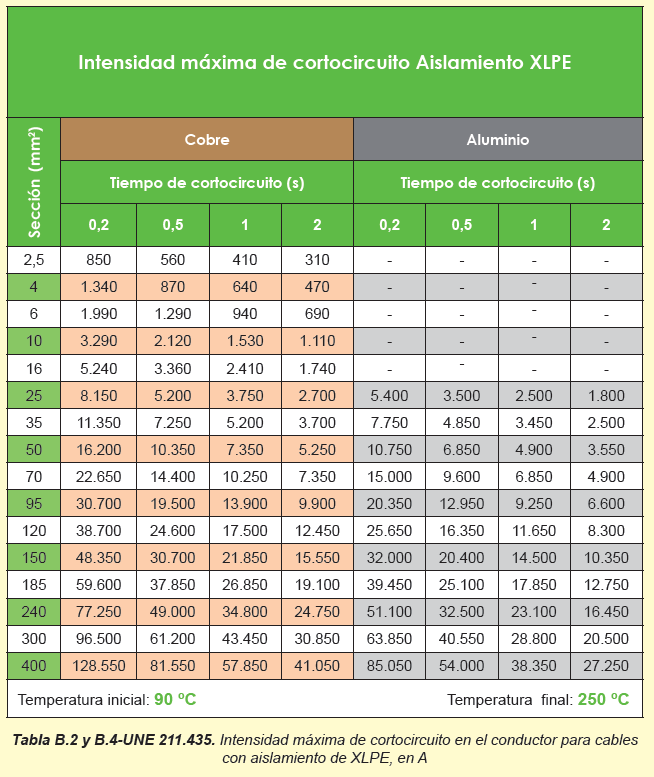 Intensidad máxima de cortocircuito Aislamiento XLPE
Sección (mm²) Cobre Aluminio
Tiempo de cortocircuito (s) Tiempo de cortocircuito (s)
0,2 0,5 1 2 0,2 0,5 1 2
2,5 850 560 410 310 - - - -
4 1.340 870 640 470 - - - -
6 1.990 1.290 940 690 - - - -
10 3.290 2.120 1.530 1.110 - - - -
16 5.240 3.360 2.410 1.740 - - - -
25 8.150 5.200 3.750 2.700 5.400 3.500 2.500 1.800
35 11.350 7.250 5.200 3.700 7.750 4.850 3.450 2.500
50 16.200 10.350 7.350 5.250 10.750 6.850 4.900 3.550
70 22.650 14.400 10.250 7.350 15.000 9.600 6.850 4.900
95 30.700 19.500 13.900 9.900 20.350 12.950 9.250 6.600
120 38.700 24.600 17.500 12.450 25.650 16.350 11.650 8.300
150 48.350 30.700 21.850 15.550 32.000 20.400 14.500 10.350
185 59.600 37.850 26.850 19.100 39.450 25.100 17.850 12.750
240 77.250 49.000 34.800 24.750 51.100 32.500 23.100 16.450
300 96.500 61.200 43.450 30.850 63.850 40.550 28.800 20.500
400 128.550 81.550 57.850 41.050 85.050 54.000 38.350 27.250
Temperatura inicial: 90 ºC Temperatura final: 250 ºC
Tabla B.2 y B.4-UNE 211.435. Intensidad máxima de cortocircuito en el conductor para cables
con aislamiento de XLPE, en A